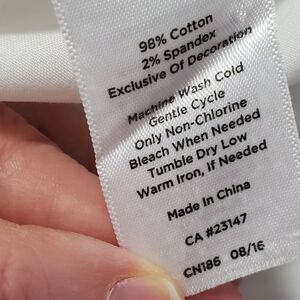 98% Cotton
2% Spandex
Exclusive Of Decoration
Machine Wash Cold
Gentle Cycle
Only Non-Chlorine
Bleach When Needed
Tumble Dry Low
Warm Iron, If Needed
Made In China
CA #23147
CN186 08/16